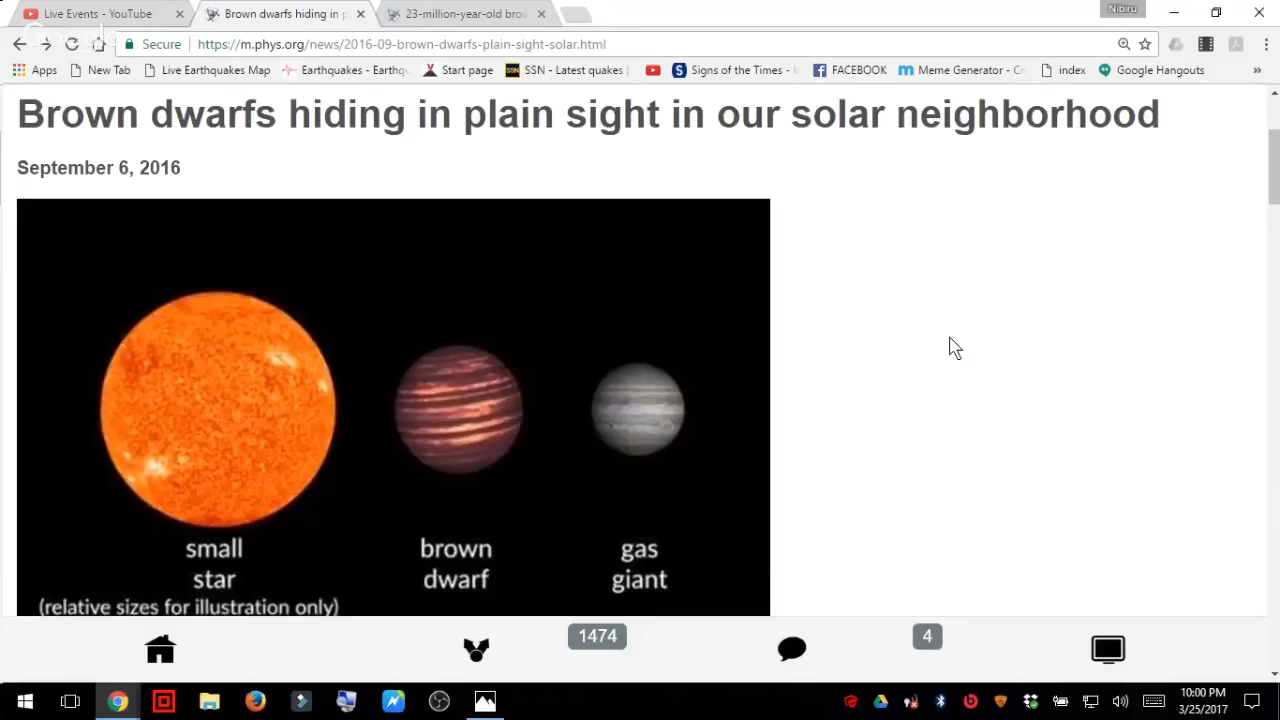 Live Events - YouTube
Brown dwarfs hiding in p
23-million-year-old brow
Nibiru
Secure
https://m.phys.org/news/2016-09-brown-dwarfs-plain-sight-solar.html
Apps
New Tab
Live Earthquakes Map
Earthquakes - Earthqu
Start page
SSN
SSN - Latest quakes
Signs of the Times -
FACEBOOK
Meme Generator - Cr
index
Google Hangouts
»
Brown dwarfs hiding in plain sight in our solar neighborhood
September 6, 2016
small
star
brown
dwarf
gas
giant
(relative sizes for illustration only)
1474
4
10:00 PM
3/25/2017